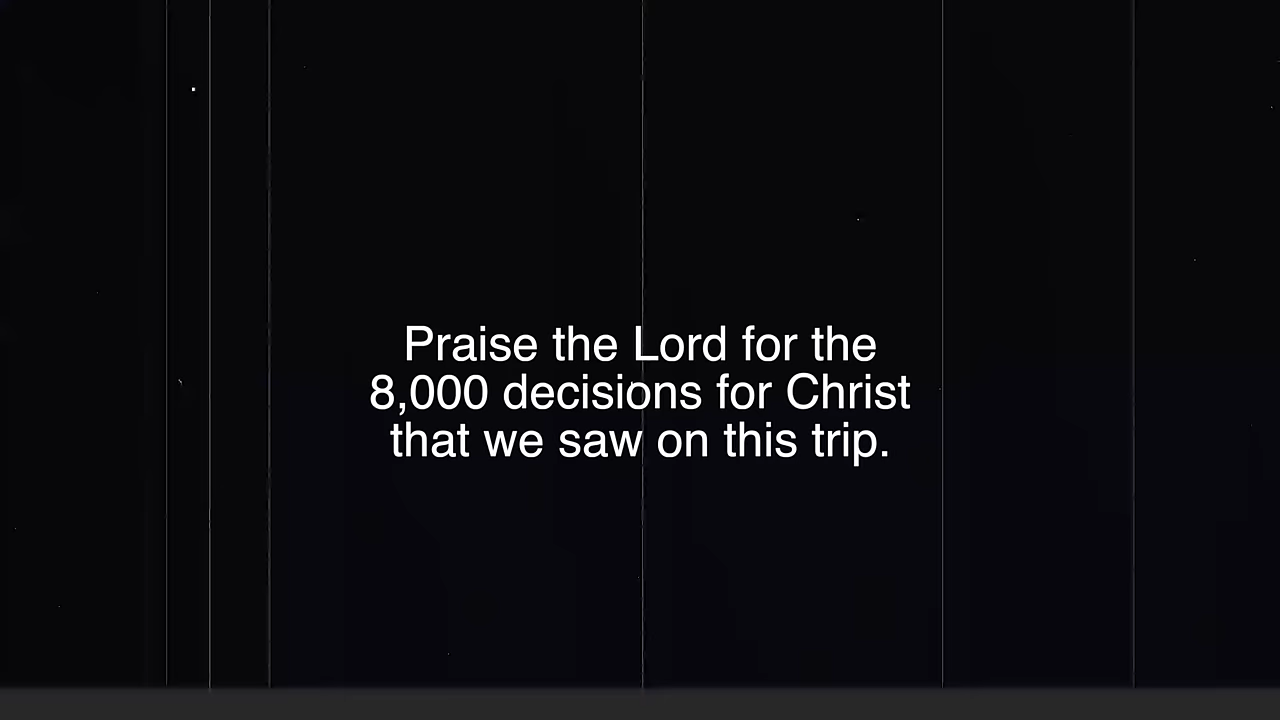 Praise the Lord for the
8,000 decisions for Christ
that we saw on this trip.